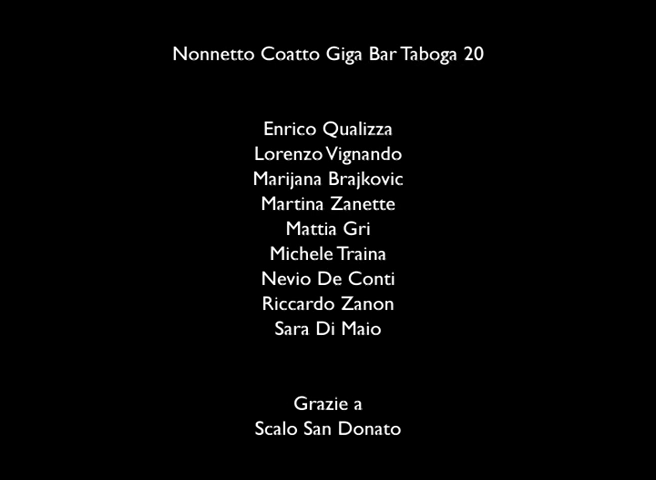 Nonnetto Coatto Giga Bar Taboga 20
Enrico Qualizza
Lorenzo Vignando
Marijana Brajkovic
Martina Zanette
Mattia Gri
Michele Traina
Nevio De Conti
Riccardo Zanon
Sara Di Maio
Grazie a
Scalo San Donato